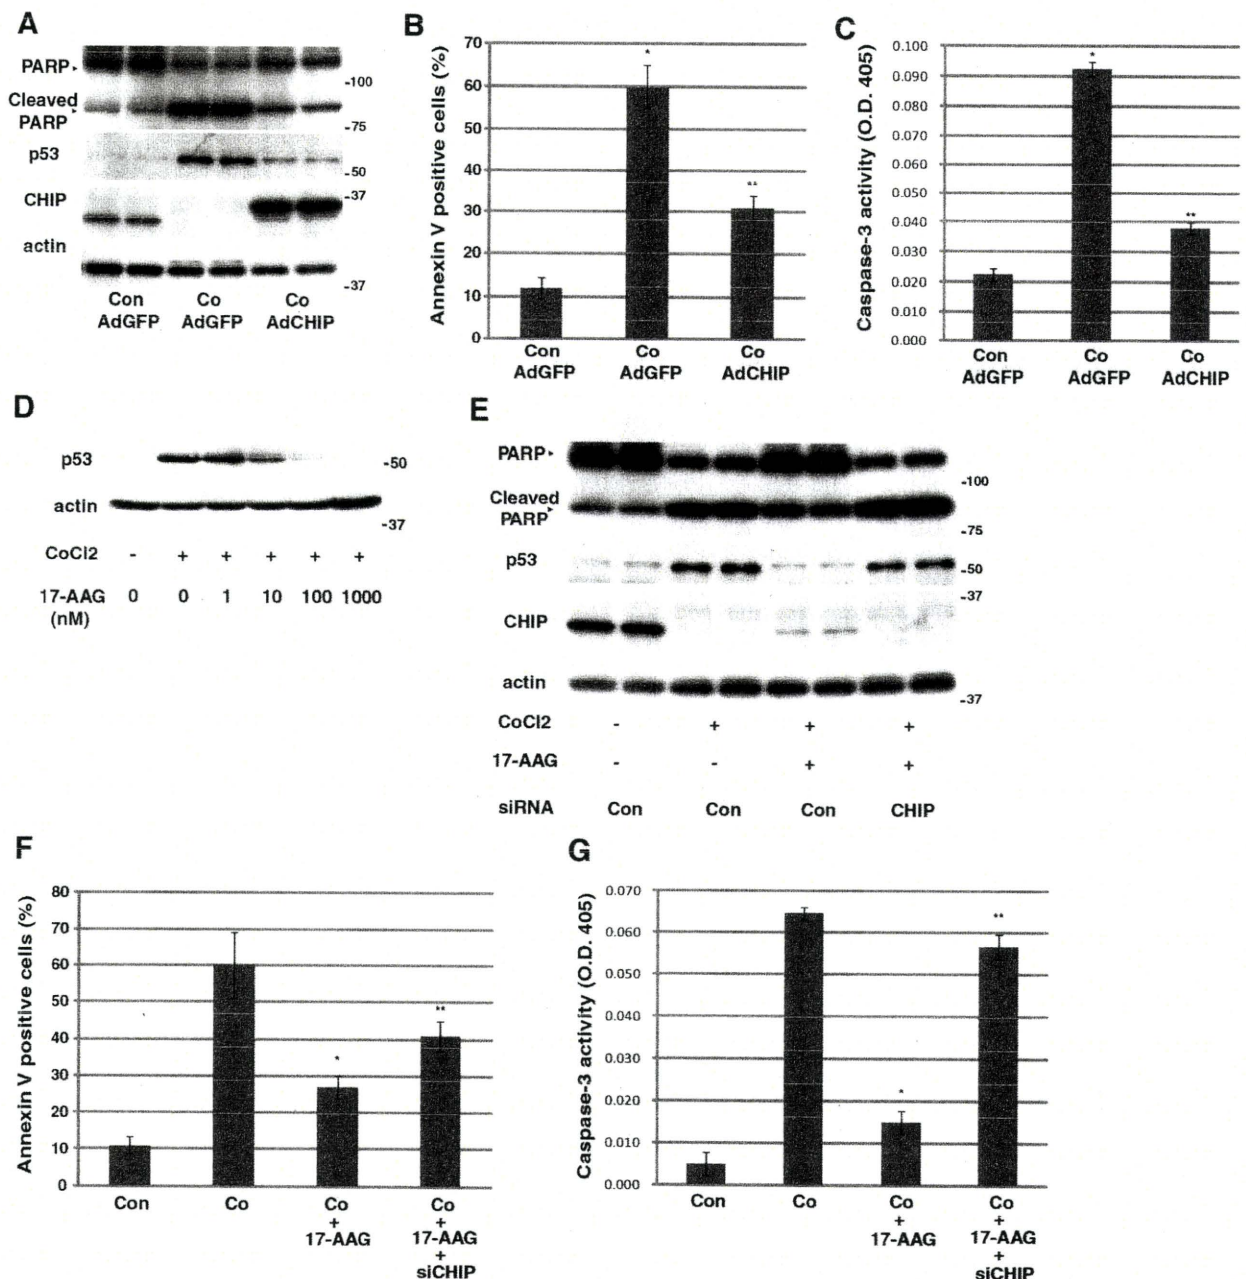 A
PARP
-100
Cleaved
PARP
-75
p53
-50
CHIP
-37
actin
-37
Con Co Co
AdGFP AdGFP AdCHIP
B
Annexin V positive cells (%)
70
60
50
40
30
20
10
0
*
**
Con Co Co
AdGFP AdGFP AdCHIP
C
Caspase-3 activity (O.D. 405)
0.100
0.090
0.080
0.070
0.060
0.050
0.040
0.030
0.020
0.010
0.000
*
**
Con Co Co
AdGFP AdGFP AdCHIP
D
p53
-50
actin
-37
CoCl2 - + + + + +
17-AAG 0 0 1 10 100 1000
(nM)
E
PARP
-100
Cleaved
PARP
-75
p53
-50
-37
CHIP
actin
-37
CoCl2 - + + +
17-AAG - - + +
siRNA Con Con Con CHIP
F
Annexin V positive cells (%)
80
70
60
50
40
30
20
10
0
*
**
Con Co Co Co
+ +
17-AAG 17-AAG
+
siCHIP
G
Caspase-3 activity (O.D. 405)
0.070
0.060
0.050
0.040
0.030
0.020
0.010
0.000
*
**
Con Co Co Co
+ +
17-AAG 17-AAG
+
siCHIP